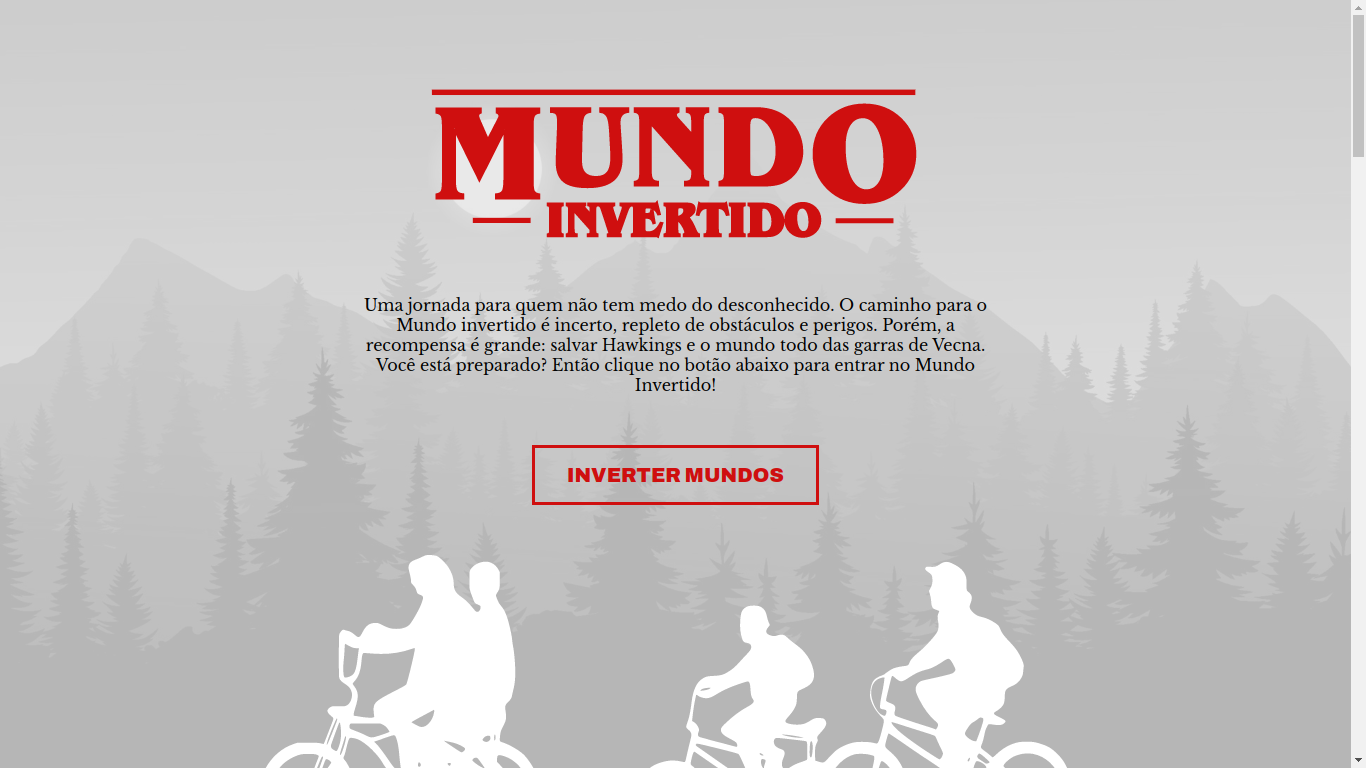 MUNDO
INVERTIDO
Uma jornada para quem não tem medo do desconhecido. O caminho para o
Mundo invertido é incerto, repleto de obstáculos e perigos. Porém, a
recompensa é grande: salvar Hawkings e o mundo todo das garras de Vecna.
Você está preparado? Então clique no botão abaixo para entrar no Mundo
Invertido!
INVERTER MUNDOS